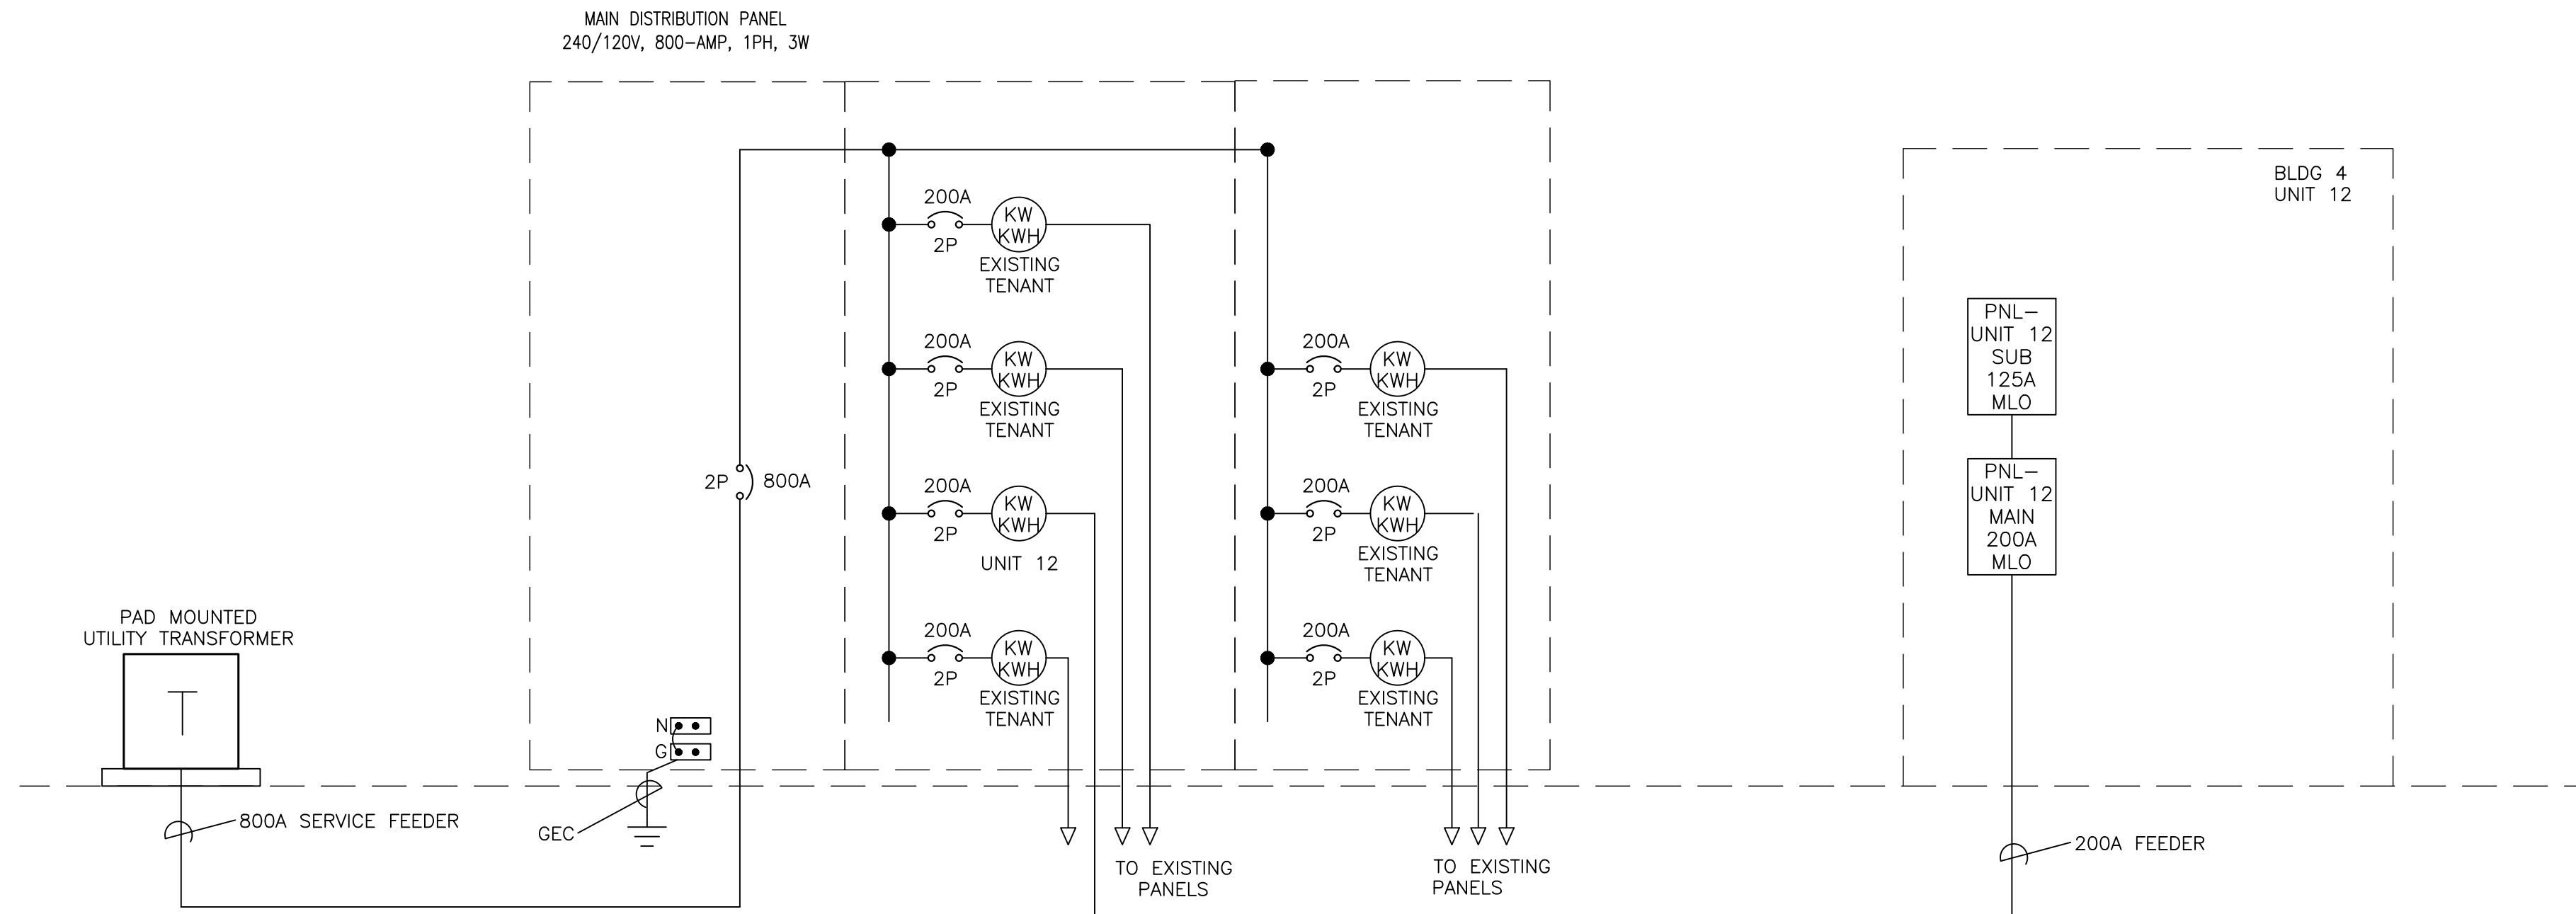 MAIN DISTRIBUTION PANEL
240/120V, 800-AMP, 1PH, 3W
BLDG 4
UNIT 12
200A
KW
KWH
2P
EXISTING
TENANT
200A
KW
KWH
2P
EXISTING
TENANT
200A
KW
KWH
2P
UNIT 12
200A
KW
KWH
2P
EXISTING
TENANT
200A
KW
KWH
2P
EXISTING
TENANT
200A
KW
KWH
2P
EXISTING
TENANT
200A
KW
KWH
2P
EXISTING
TENANT
2P 800A
PNL-
UNIT 12
SUB
125A
MLO
PNL-
UNIT 12
MAIN
200A
MLO
PAD MOUNTED
UTILITY TRANSFORMER
T
N
G
800A SERVICE FEEDER
GEC
TO EXISTING
PANELS
TO EXISTING
PANELS
200A FEEDER